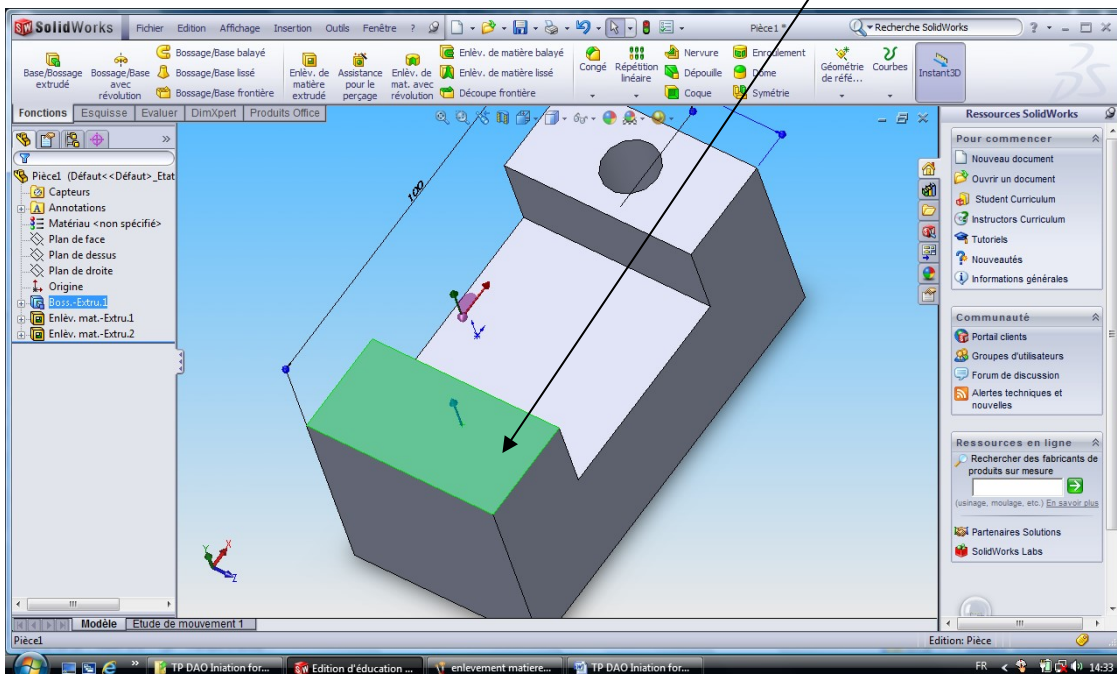 SolidWorks Fichier Edition Affichage Insertion Outils Fenêtre ? Pièce1 * Recherche SolidWorks ?
Base/Bossage extrudé
Bossage/Base avec révolution
Bossage/Base balayé
Bossage/Base lissé
Bossage/Base frontière
Enlèv. de matière extrudé
Assistance pour le perçage
Enlèv. de mat. avec révolution
Enlèv. de matière balayé
Enlèv. de matière lissé
Découpe frontière
Congé
Répétition linéaire
Nervure
Dépouille
Coque
Enroulement
Dôme
Symétrie
Géométrie de réfé...
Courbes
Instant3D
Fonctions Esquisse Evaluer DimXpert Produits Office
Pièce1 (Défaut<<Défaut>_Etat
Capteurs
Annotations
Matériau <non spécifié>
Plan de face
Plan de dessus
Plan de droite
Origine
Boss.-Extru.1
Enlèv. mat.-Extru.1
Enlèv. mat.-Extru.2
100
Y X Z
Ressources SolidWorks
Pour commencer
Nouveau document
Ouvrir un document
Student Curriculum
Instructors Curriculum
Tutoriels
Nouveautés
Informations générales
Communauté
Portail clients
Groupes d'utilisateurs
Forum de discussion
Alertes techniques et
nouvelles
Ressources en ligne
Rechercher des fabricants de
produits sur mesure
(usinage, moulage, etc.) En savoir plus
Partenaires Solutions
SolidWorks Labs
Modèle Etude de mouvement 1
Pièce1 Edition: Pièce
TP DAO Iniation for... Edition d'éducation ... enlevement matiere... TP DAO Iniation for... FR 14:33